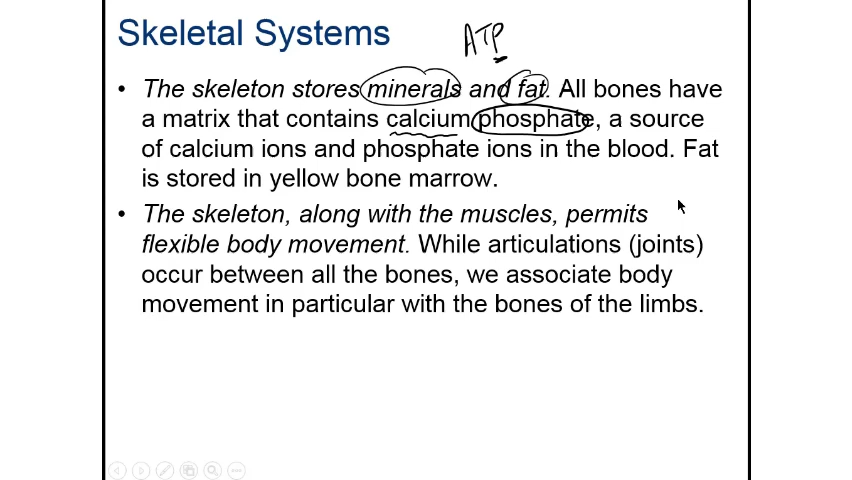 Skeletal Systems
ATP
• The skeleton stores minerals and fat. All bones have
a matrix that contains calcium phosphate, a source
of calcium ions and phosphate ions in the blood. Fat
is stored in yellow bone marrow.
• The skeleton, along with the muscles, permits
flexible body movement. While articulations (joints)
occur between all the bones, we associate body
movement in particular with the bones of the limbs.